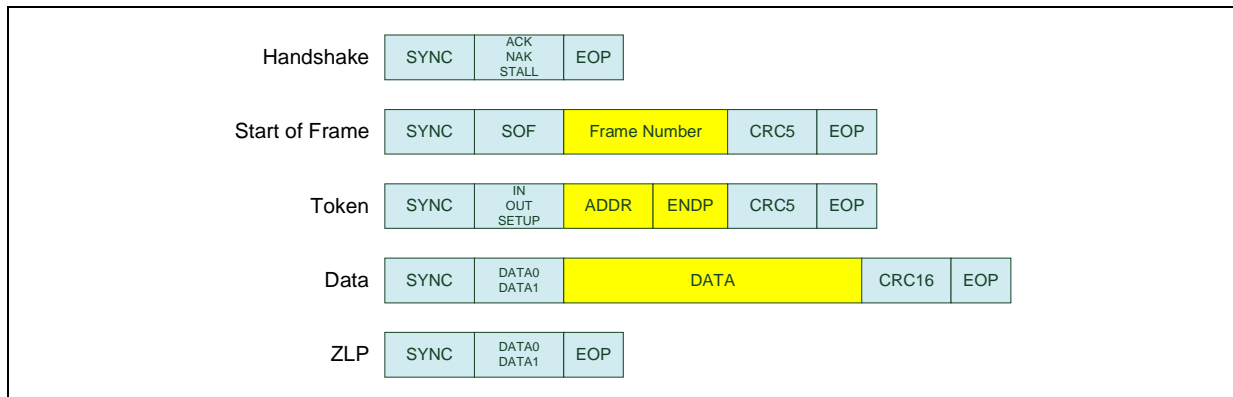 Handshake SYNC ACK NAK STALL EOP
Start of Frame SYNC SOF Frame Number CRC5 EOP
Token SYNC IN OUT SETUP ADDR ENDP CRC5 EOP
Data SYNC DATA0 DATA1 DATA CRC16 EOP
ZLP SYNC DATA0 DATA1 EOP